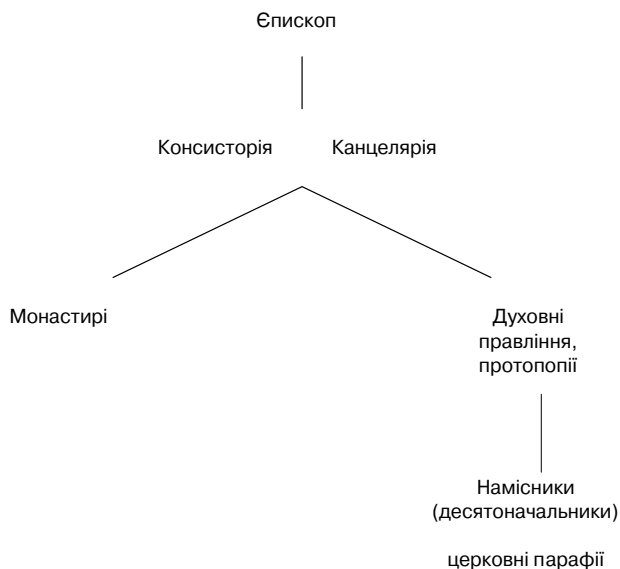 Єпископ
Консисторія Канцелярія
Монастирі
Духовні
правління,
протопопії
Намісники
(десятоначальники)
церковні парафії